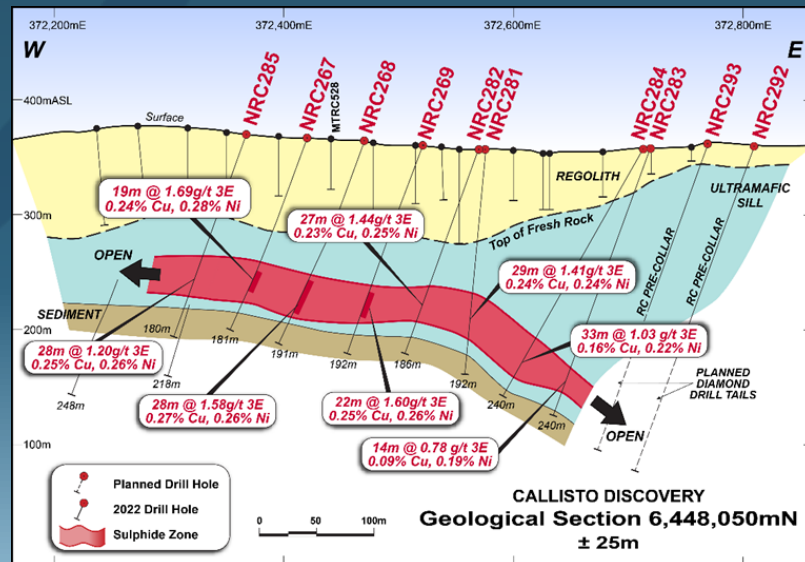 372,200mE 372,400mE 372,600mE 372,800mE
W E
NRC285 NRC267 MTRC528 NRC268 NRC269 NRC282 NRC281 NRC284 NRC283 NRC293 NRC292
400mASL
Surface
REGOLITH
ULTRAMAFIC
SILL
19m @ 1.69g/t 3E
0.24% Cu, 0.28% Ni
27m @ 1.44g/t 3E
0.23% Cu, 0.25% Ni
300m
Top of Fresh Rock
OPEN
RC PRE-COLLAR
RC PRE-COLLAR
29m @ 1.41g/t 3E
0.24% Cu, 0.24% Ni
SEDIMENT
200m
180m 181m 191m 192m 186m
33m @ 1.03 g/t 3E
0.16% Cu, 0.22% Ni
28m @ 1.20g/t 3E
0.25% Cu, 0.26% Ni
218m 192m
PLANNED
DIAMOND
DRILL TAILS
248m 240m 240m
28m @ 1.58g/t 3E
0.27% Cu, 0.26% Ni
22m @ 1.60g/t 3E
0.25% Cu, 0.26% Ni
OPEN
100m
14m @ 0.78 g/t 3E
0.09% Cu, 0.19% Ni
Planned Drill Hole
2022 Drill Hole
Sulphide Zone
0 50 100m
CALLISTO DISCOVERY
Geological Section 6,448,050mN
± 25m